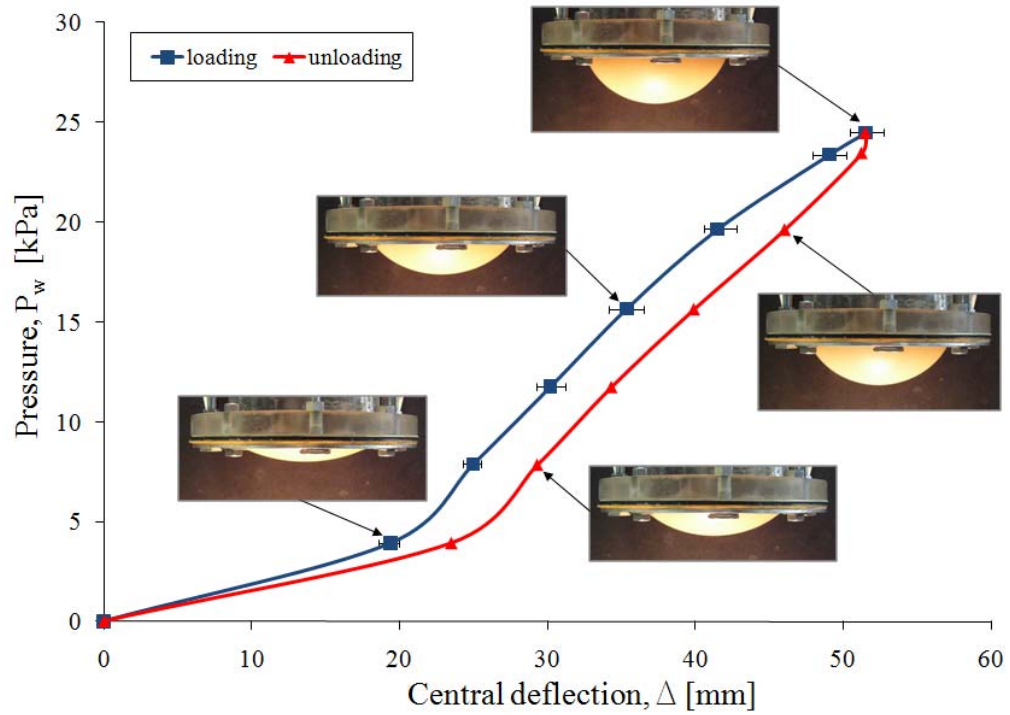 30
loading unloading
25
20
15
10
5
0
Pressure, P_w [kPa]
0 10 20 30 40 50 60
Central deflection, Δ [mm]